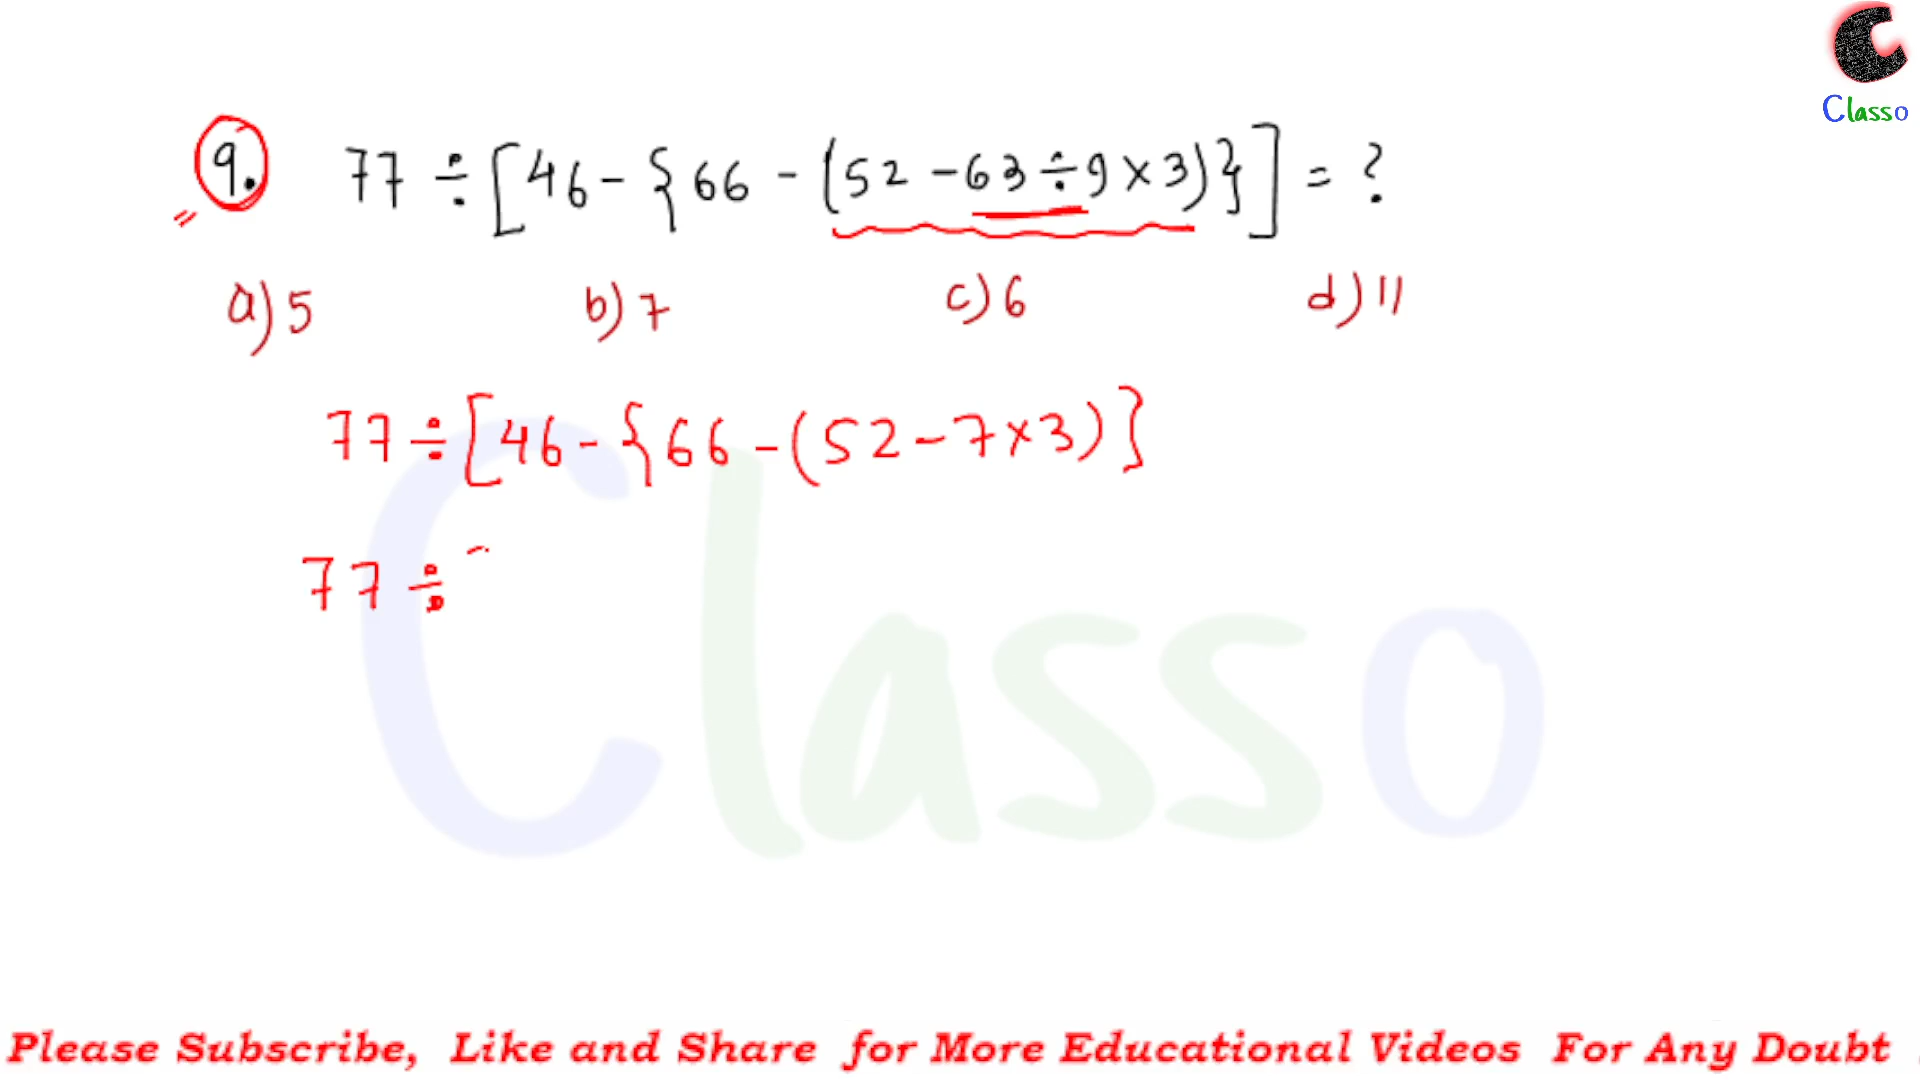 Classo
9. 77 ÷ [46 - {66 - (52 - 63 ÷ 9 × 3)}] = ?
a) 5 b) 7 c) 6 d) 11
77 ÷ [46 - {66 - (52 - 7 × 3)}
77 ÷
Classo
Please Subscribe, Like and Share for More Educational Videos For Any Doubt